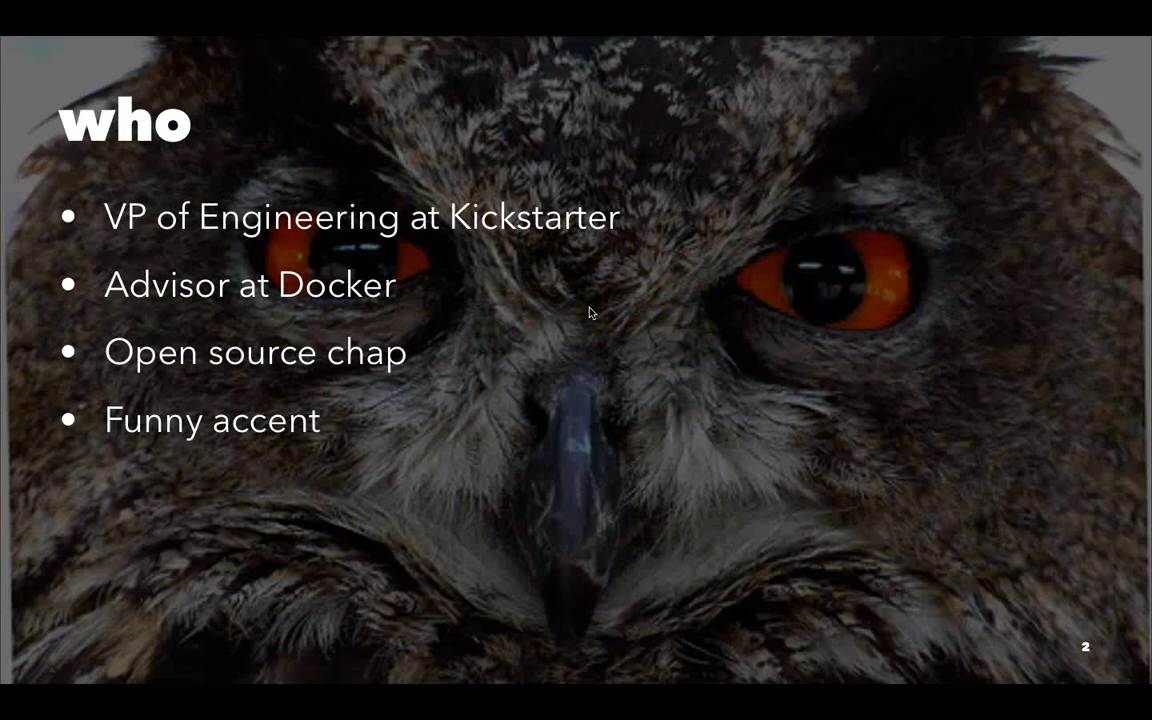 who
• VP of Engineering at Kickstarter
• Advisor at Docker
• Open source chap
• Funny accent
2